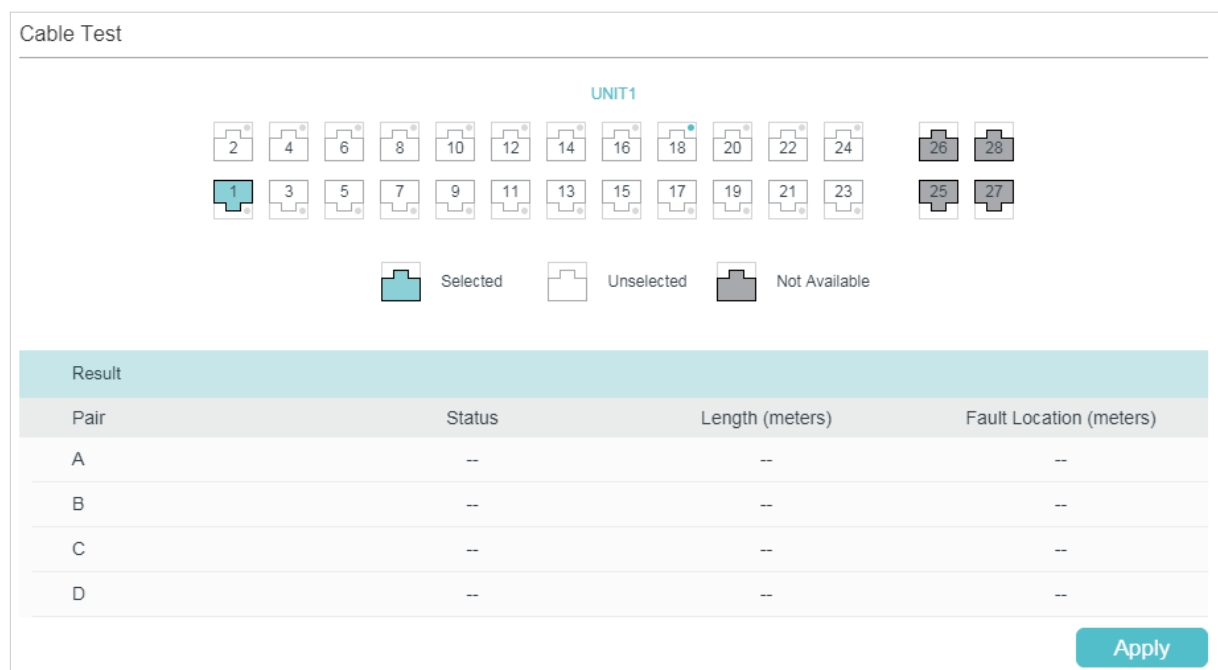 Cable Test
UNIT1
2 4 6 8 10 12 14 16 18 20 22 24 26 28
1 3 5 7 9 11 13 15 17 19 21 23 25 27
Selected Unselected Not Available
Result
Pair Status Length (meters) Fault Location (meters)
A -- -- --
B -- -- --
C -- -- --
D -- -- --
Apply